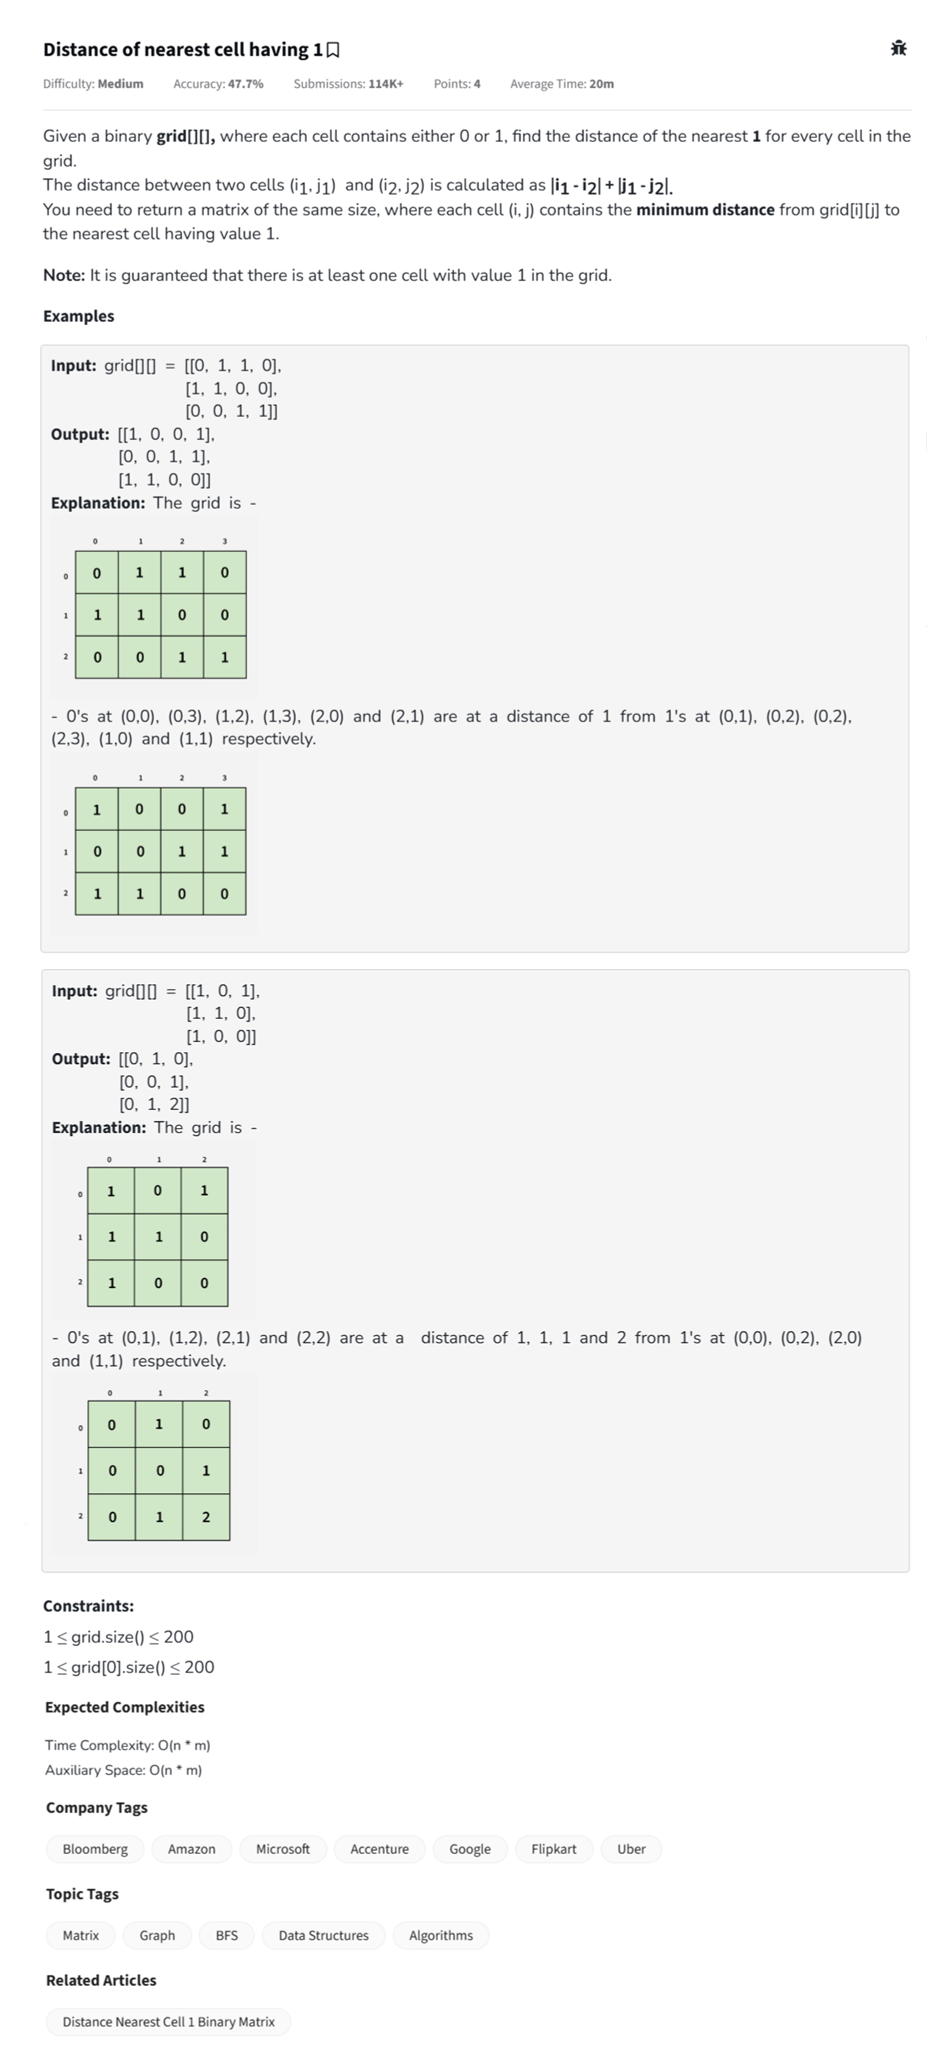 Distance of nearest cell having 1
Difficulty: Medium Accuracy: 47.7% Submissions: 114K+ Points: 4 Average Time: 20m
Given a binary grid[][], where each cell contains either 0 or 1, find the distance of the nearest 1 for every cell in the
grid.
The distance between two cells (i1, j1) and (i2, j2) is calculated as |i1 - i2| + |j1 - j2|.
You need to return a matrix of the same size, where each cell (i, j) contains the minimum distance from grid[i][j] to
the nearest cell having value 1.
Note: It is guaranteed that there is at least one cell with value 1 in the grid.
Examples
Input: grid[][] = [[0, 1, 1, 0],
[1, 1, 0, 0],
[0, 0, 1, 1]]
Output: [[1, 0, 0, 1],
[0, 0, 1, 1],
[1, 1, 0, 0]]
Explanation: The grid is -
0 1 2 3
0 0 1 1 0
1 1 1 0 0
2 0 0 1 1
- 0's at (0,0), (0,3), (1,2), (1,3), (2,0) and (2,1) are at a distance of 1 from 1's at (0,1), (0,2), (0,2),
(2,3), (1,0) and (1,1) respectively.
0 1 2 3
0 1 0 0 1
1 0 0 1 1
2 1 1 0 0
Input: grid[][] = [[1, 0, 1],
[1, 1, 0],
[1, 0, 0]]
Output: [[0, 1, 0],
[0, 0, 1],
[0, 1, 2]]
Explanation: The grid is -
0 1 2
0 1 0 1
1 1 1 0
2 1 0 0
- 0's at (0,1), (1,2), (2,1) and (2,2) are at a distance of 1, 1, 1 and 2 from 1's at (0,0), (0,2), (2,0)
and (1,1) respectively.
0 1 2
0 0 1 0
1 0 0 1
2 0 1 2
Constraints:
1 ≤ grid.size() ≤ 200
1 ≤ grid[0].size() ≤ 200
Expected Complexities
Time Complexity: O(n * m)
Auxiliary Space: O(n * m)
Company Tags
Bloomberg Amazon Microsoft Accenture Google Flipkart Uber
Topic Tags
Matrix Graph BFS Data Structures Algorithms
Related Articles
Distance Nearest Cell 1 Binary Matrix